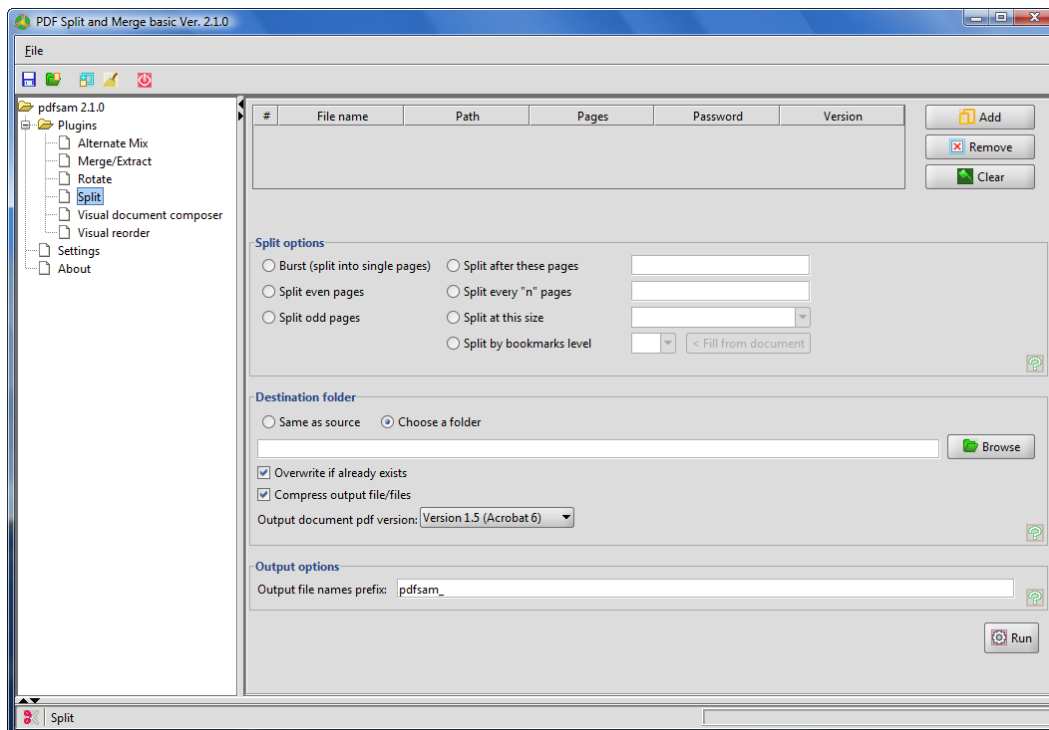 PDF Split and Merge basic Ver. 2.1.0
File
pdfsam 2.1.0
Plugins
Alternate Mix
Merge/Extract
Rotate
Split
Visual document composer
Visual reorder
Settings
About
# File name Path Pages Password Version
Add
Remove
Clear
Split options
Burst (split into single pages) Split after these pages
Split even pages Split every "n" pages
Split odd pages Split at this size
Split by bookmarks level < Fill from document
Destination folder
Same as source Choose a folder
Browse
Overwrite if already exists
Compress output file/files
Output document pdf version: Version 1.5 (Acrobat 6)
Output options
Output file names prefix: pdfsam_
Run
Split